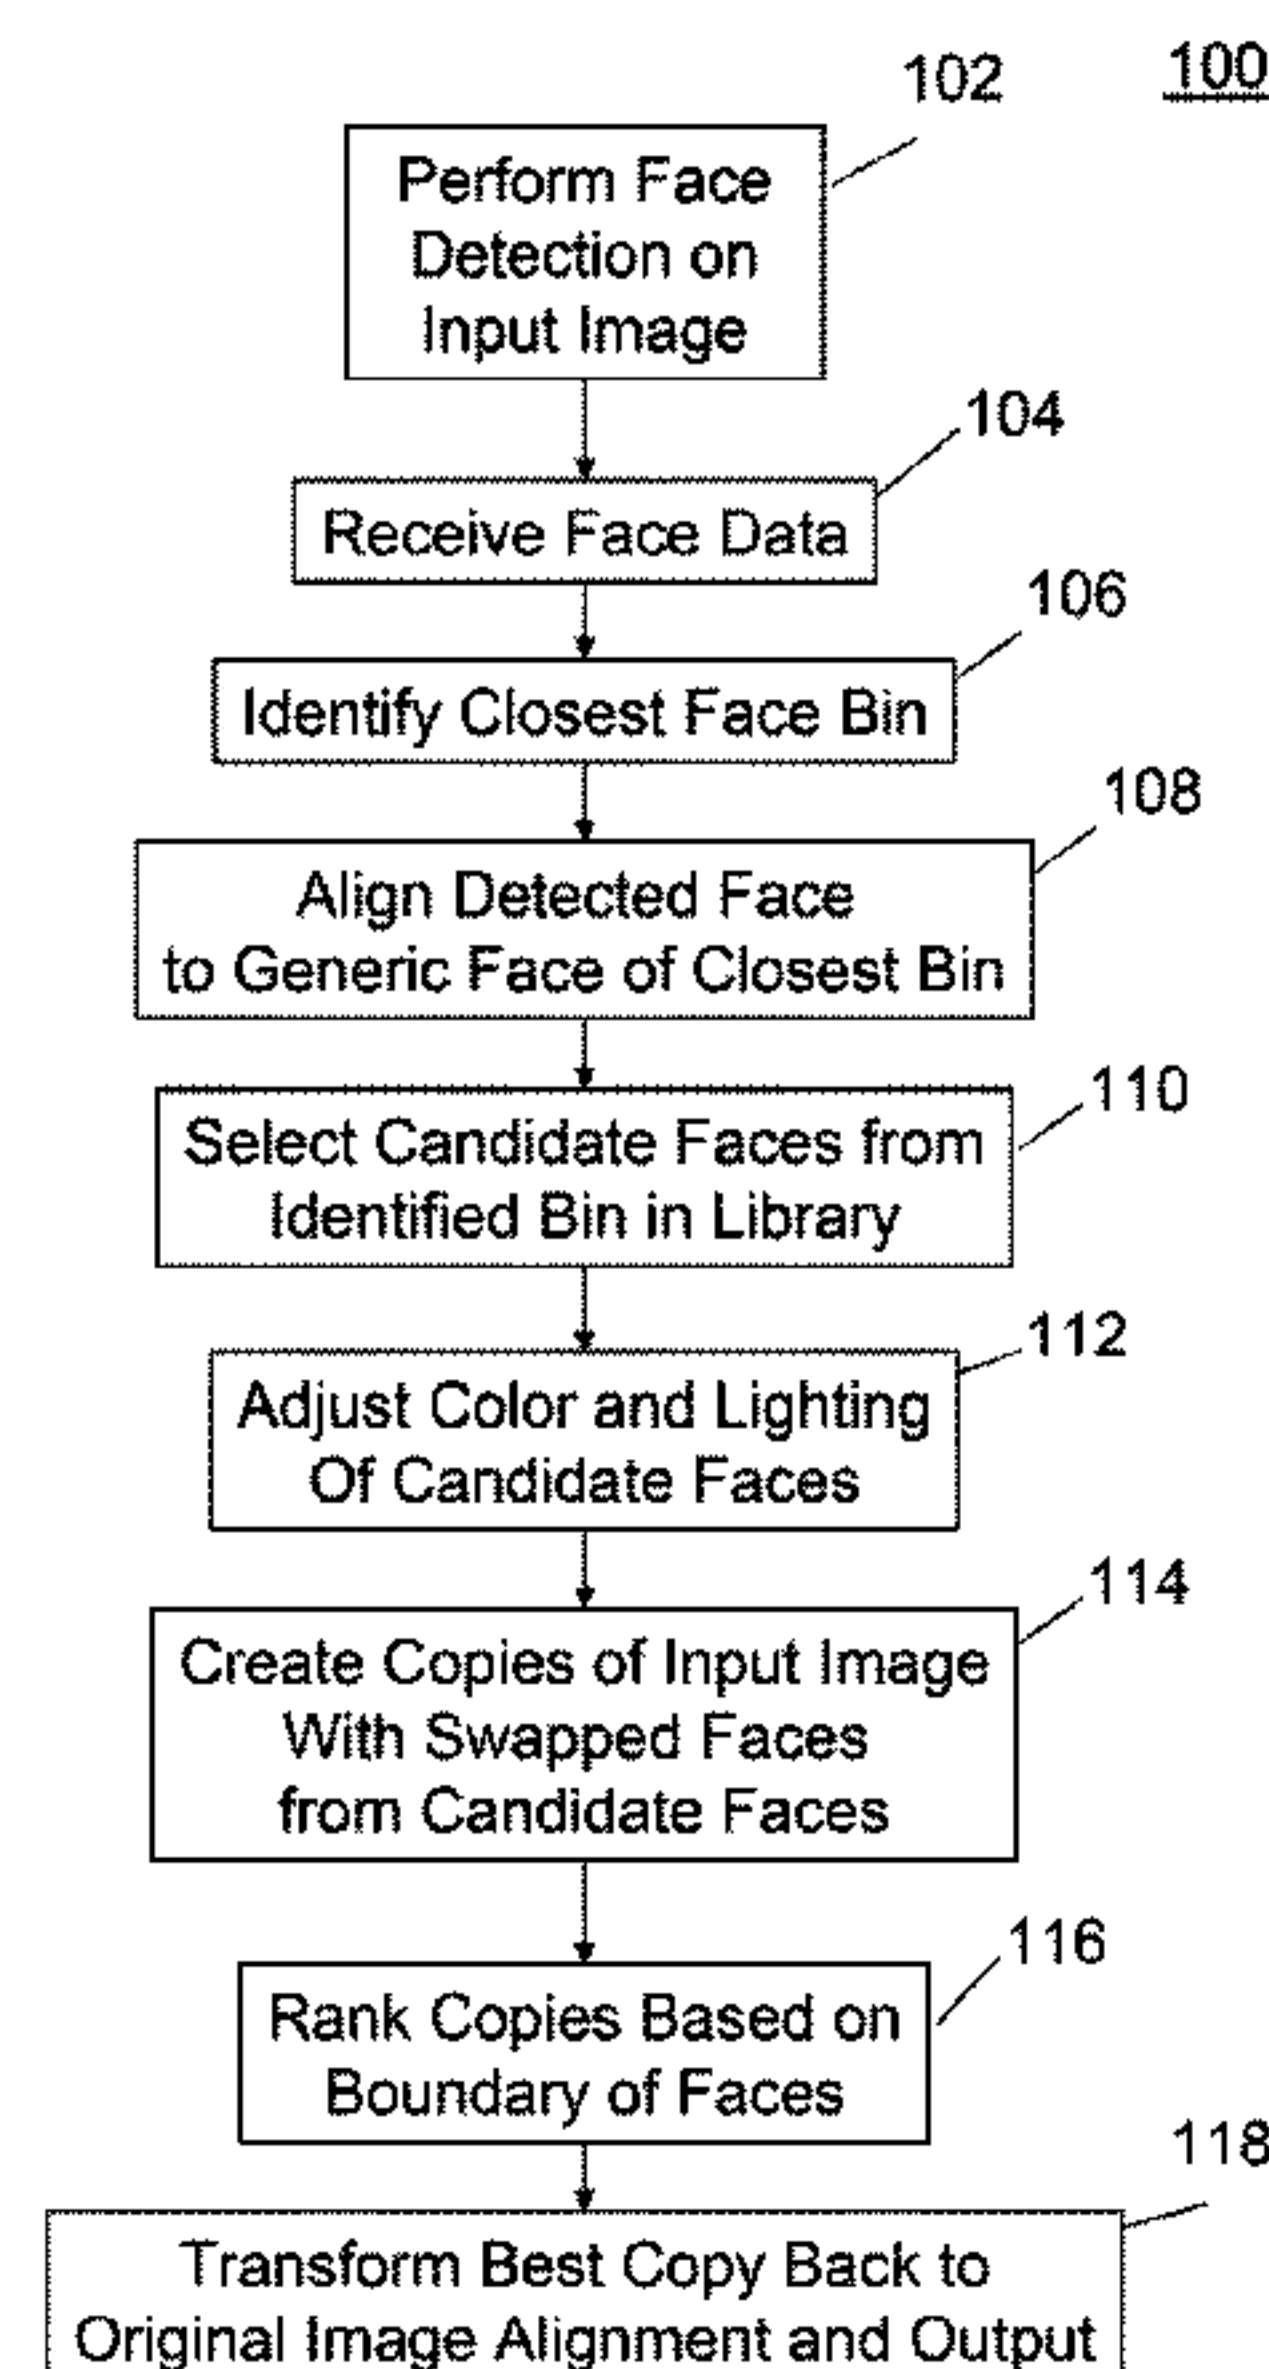 100
102
Perform Face
Detection on
Input Image
104
Receive Face Data
106
Identify Closest Face Bin
108
Align Detected Face
to Generic Face of Closest Bin
110
Select Candidate Faces from
Identified Bin in Library
112
Adjust Color and Lighting
Of Candidate Faces
114
Create Copies of Input Image
With Swapped Faces
from Candidate Faces
116
Rank Copies Based on
Boundary of Faces
118
Transform Best Copy Back to
Original Image Alignment and Output